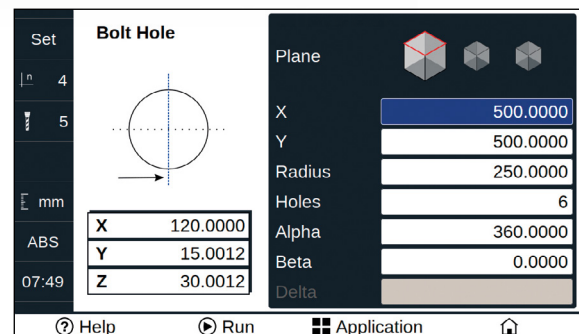 Set
n 4
5
mm
ABS
07:49
Bolt Hole
X 120.0000
Y 15.0012
Z 30.0012
Plane
X 500.0000
Y 500.0000
Radius 250.0000
Holes 6
Alpha 360.0000
Beta 0.0000
Delta
? Help Run Application